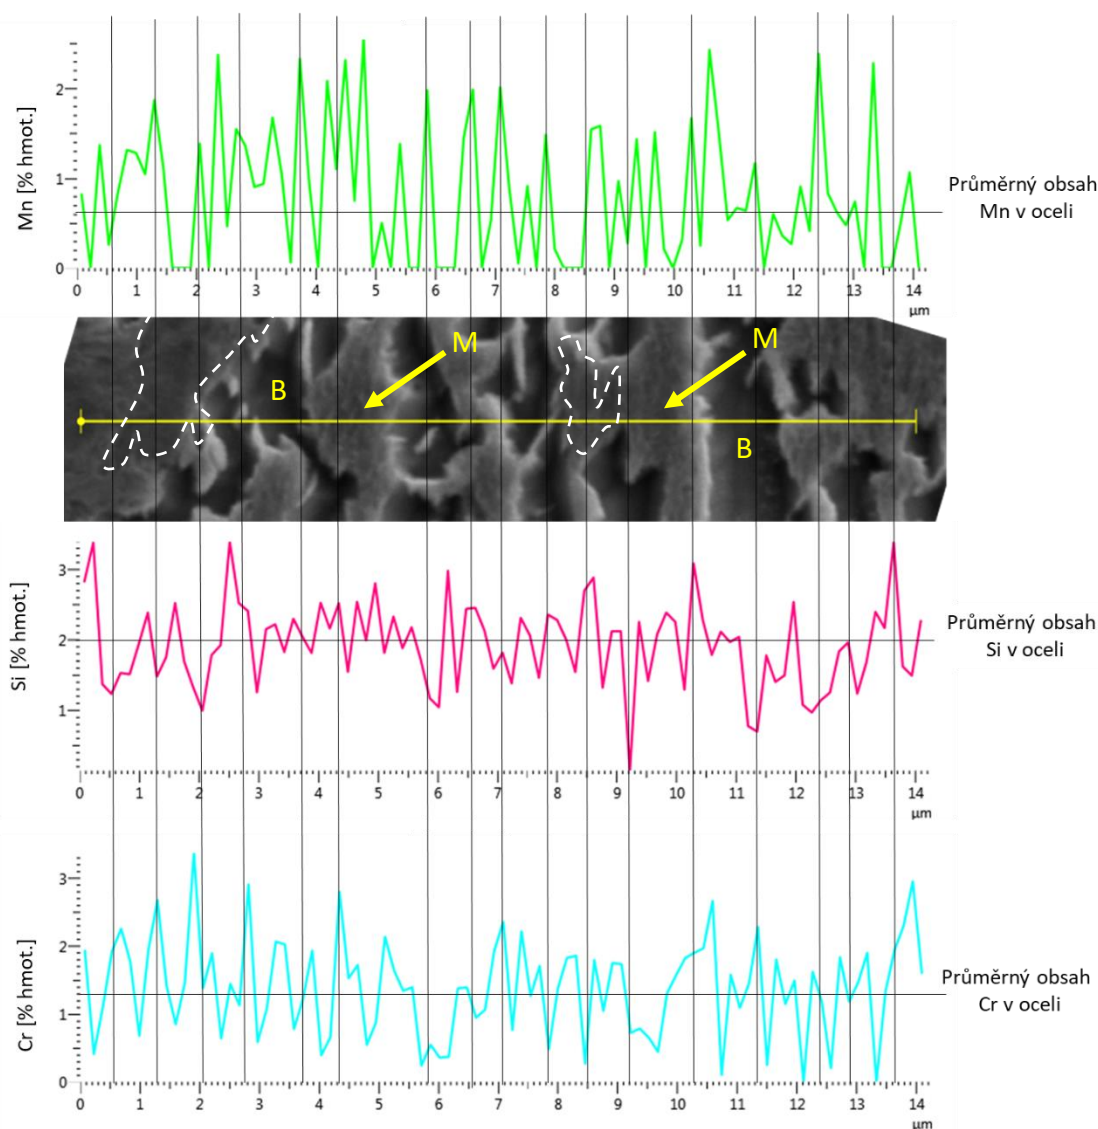 Mn [% hmot.]
2
1
0
0 1 2 3 4 5 6 7 8 9 10 11 12 13 14
µm
Průměrný obsah
Mn v oceli
M
M
B
B
Si [% hmot.]
3
2
1
0 1 2 3 4 5 6 7 8 9 10 11 12 13 14
µm
Průměrný obsah
Si v oceli
Cr [% hmot.]
3
2
1
0
0 1 2 3 4 5 6 7 8 9 10 11 12 13 14
µm
Průměrný obsah
Cr v oceli